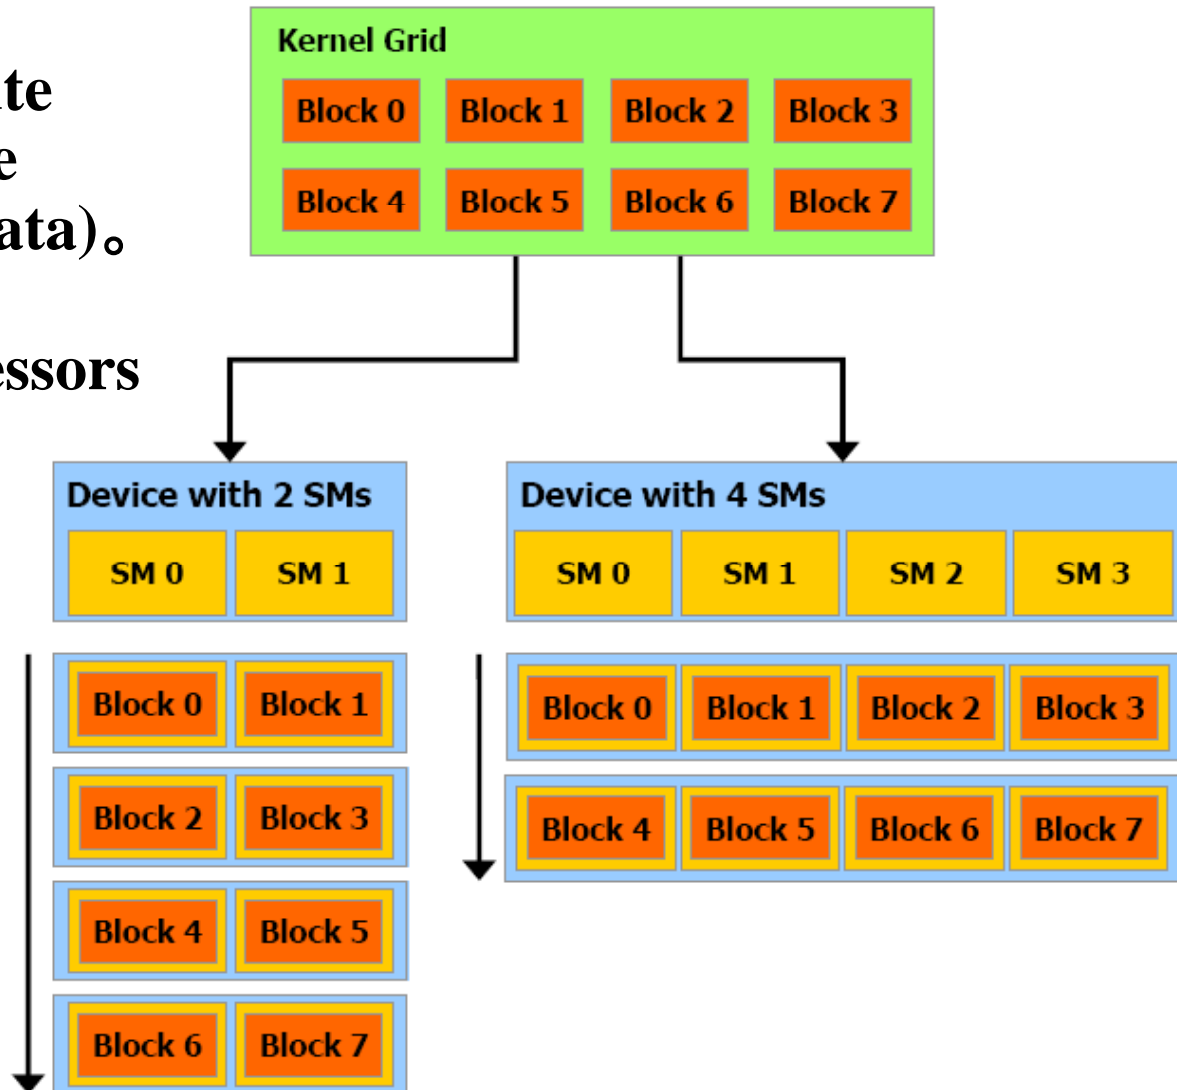 Kernel Grid
Block 0 Block 1 Block 2 Block 3
Block 4 Block 5 Block 6 Block 7
ata)。
essors
Device with 2 SMs
SM 0 SM 1
Block 0 Block 1
Block 2 Block 3
Block 4 Block 5
Block 6 Block 7
Device with 4 SMs
SM 0 SM 1 SM 2 SM 3
Block 0 Block 1 Block 2 Block 3
Block 4 Block 5 Block 6 Block 7